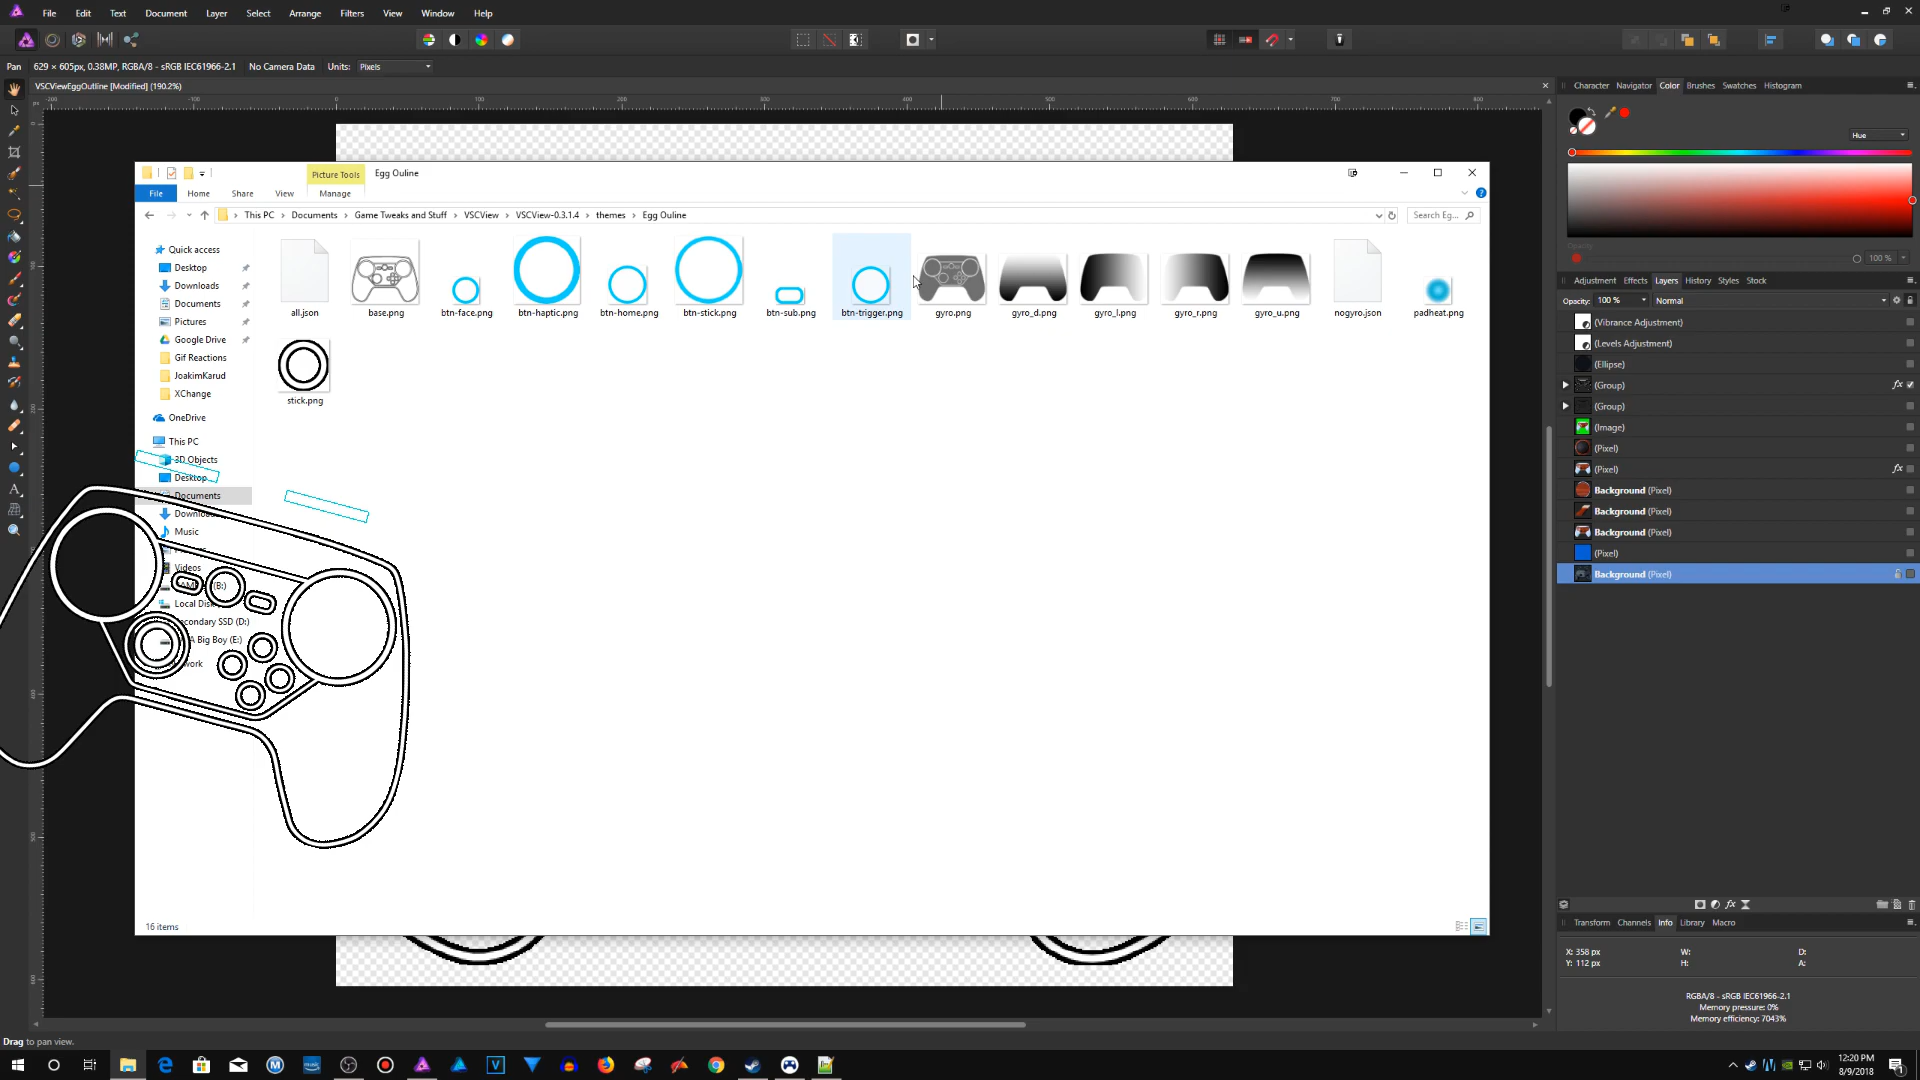 File Edit Text Document Layer Select Arrange Filters View Window Help
Pan 629 × 605px, 0.38MP, RGBA/8 - sRGB IEC61966-2.1 No Camera Data Units: Pixels
VSCViewEggOutline [Modified] (190.2%)
Character Navigator Color Brushes Swatches Histogram
Hue
Opacity
100 %
Egg Ouline
Picture Tools
File Home Share View Manage
This PC Documents Game Tweaks and Stuff VSCView VSCView-0.3.1.4 themes Egg Ouline
Search Eg...
Quick access
Desktop
Downloads
Documents
Pictures
Google Drive
Gif Reactions
JoakimKarud
XChange
OneDrive
This PC
3D Objects
Desktop
Documents
Music
Videos
(B:)
Local Disk
(D:)
A Big Boy (E:)
all.json base.png btn-face.png btn-haptic.png btn-home.png btn-stick.png btn-sub.png btn-trigger.png gyro.png gyro_d.png gyro_l.png gyro_r.png gyro_u.png nogyro.json padheat.png
stick.png
16 items
Adjustment Effects Layers History Styles Stock
Opacity: 100 % Normal
(Vibrance Adjustment)
(Levels Adjustment)
(Ellipse)
(Group) fx
(Group)
(Image)
(Pixel)
(Pixel) fx
Background (Pixel)
Background (Pixel)
Background (Pixel)
(Pixel)
Background (Pixel)
Transform Channels Info Library Macro
X: 358 px W: D:
Y: 112 px H: A:
RGBA/8 - sRGB IEC61966-2.1
Memory pressure: 0%
Memory efficiency: 7043%
Drag to pan view.
12:20 PM
8/9/2018